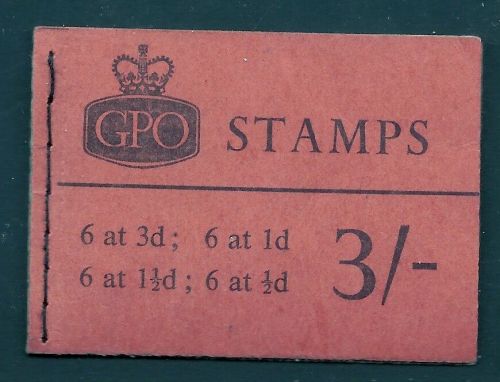 GPO STAMPS
6 at 3d; 6 at 1d
6 at 1½d; 6 at ½d
3/-